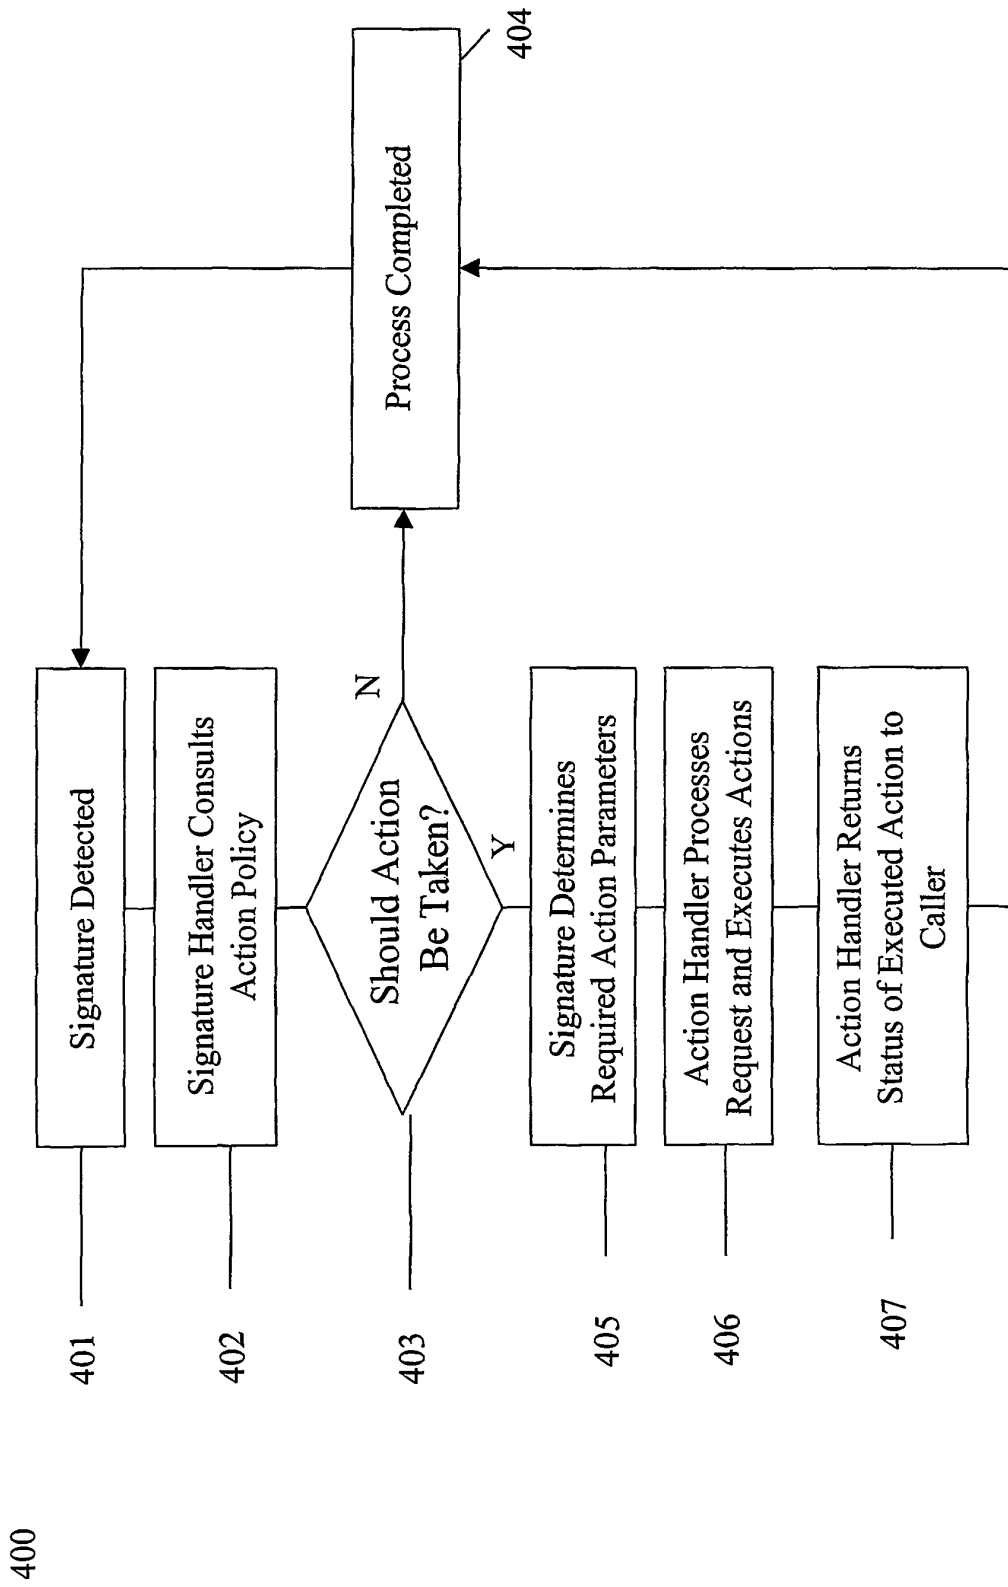 400
401
Signature Detected
402
Signature Handler Consults
Action Policy
403
Should Action
Be Taken?
N
Y
Process Completed
404
405
Signature Determines
Required Action Parameters
406
Action Handler Processes
Request and Executes Actions
407
Action Handler Returns
Status of Executed Action to
Caller